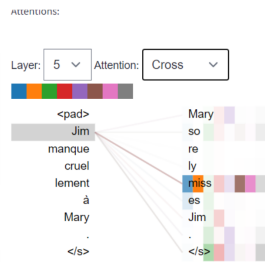 Attentions:
Layer: 5 Attention: Cross
<pad> Mary
Jim so
manque re
cruel ly
lement miss
à es
Mary Jim
. .
</s> </s>